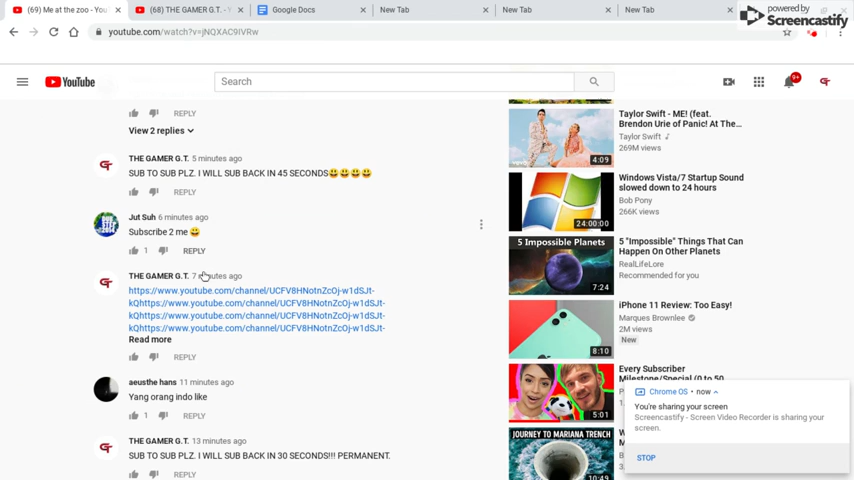 (69) Me at the zoo - You
(68) THE GAMER G.T. - Y
Google Docs
New Tab
New Tab
New Tab
powered by
Screencastify
youtube.com/watch?v=jNQXAC9IVRw
YouTube
Search
9+
REPLY
View 2 replies
THE GAMER G.T. 5 minutes ago
SUB TO SUB PLZ. I WILL SUB BACK IN 45 SECONDS😃😃😃😃
REPLY
Jut Suh 6 minutes ago
Subscribe 2 me 😀
1 REPLY
THE GAMER G.T. 7 minutes ago
https://www.youtube.com/channel/UCFV8HNotnZcOj-w1dSJt-
kQhttps://www.youtube.com/channel/UCFV8HNotnZcOj-w1dSJt-
kQhttps://www.youtube.com/channel/UCFV8HNotnZcOj-w1dSJt-
kQhttps://www.youtube.com/channel/UCFV8HNotnZcOj-w1dSJt-
Read more
REPLY
aeusthe hans 11 minutes ago
Yang orang indo like
1 REPLY
THE GAMER G.T. 13 minutes ago
SUB TO SUB PLZ. I WILL SUB BACK IN 30 SECONDS!!! PERMANENT.
REPLY
4:09
Taylor Swift - ME! (feat.
Brendon Urie of Panic! At The...
Taylor Swift
269M views
24:00:00
Windows Vista/7 Startup Sound
slowed down to 24 hours
Bob Pony
266K views
5 Impossible Planets
7:24
5 "Impossible" Things That Can
Happen On Other Planets
RealLifeLore
Recommended for you
8:10
iPhone 11 Review: Too Easy!
Marques Brownlee
2M views
New
5:01
Every Subscriber
Milestone/Special (0 to 50
JOURNEY TO MARIANA TRENCH
10:49
Chrome OS • now
You're sharing your screen
Screencastify - Screen Video Recorder is sharing your
screen.
STOP